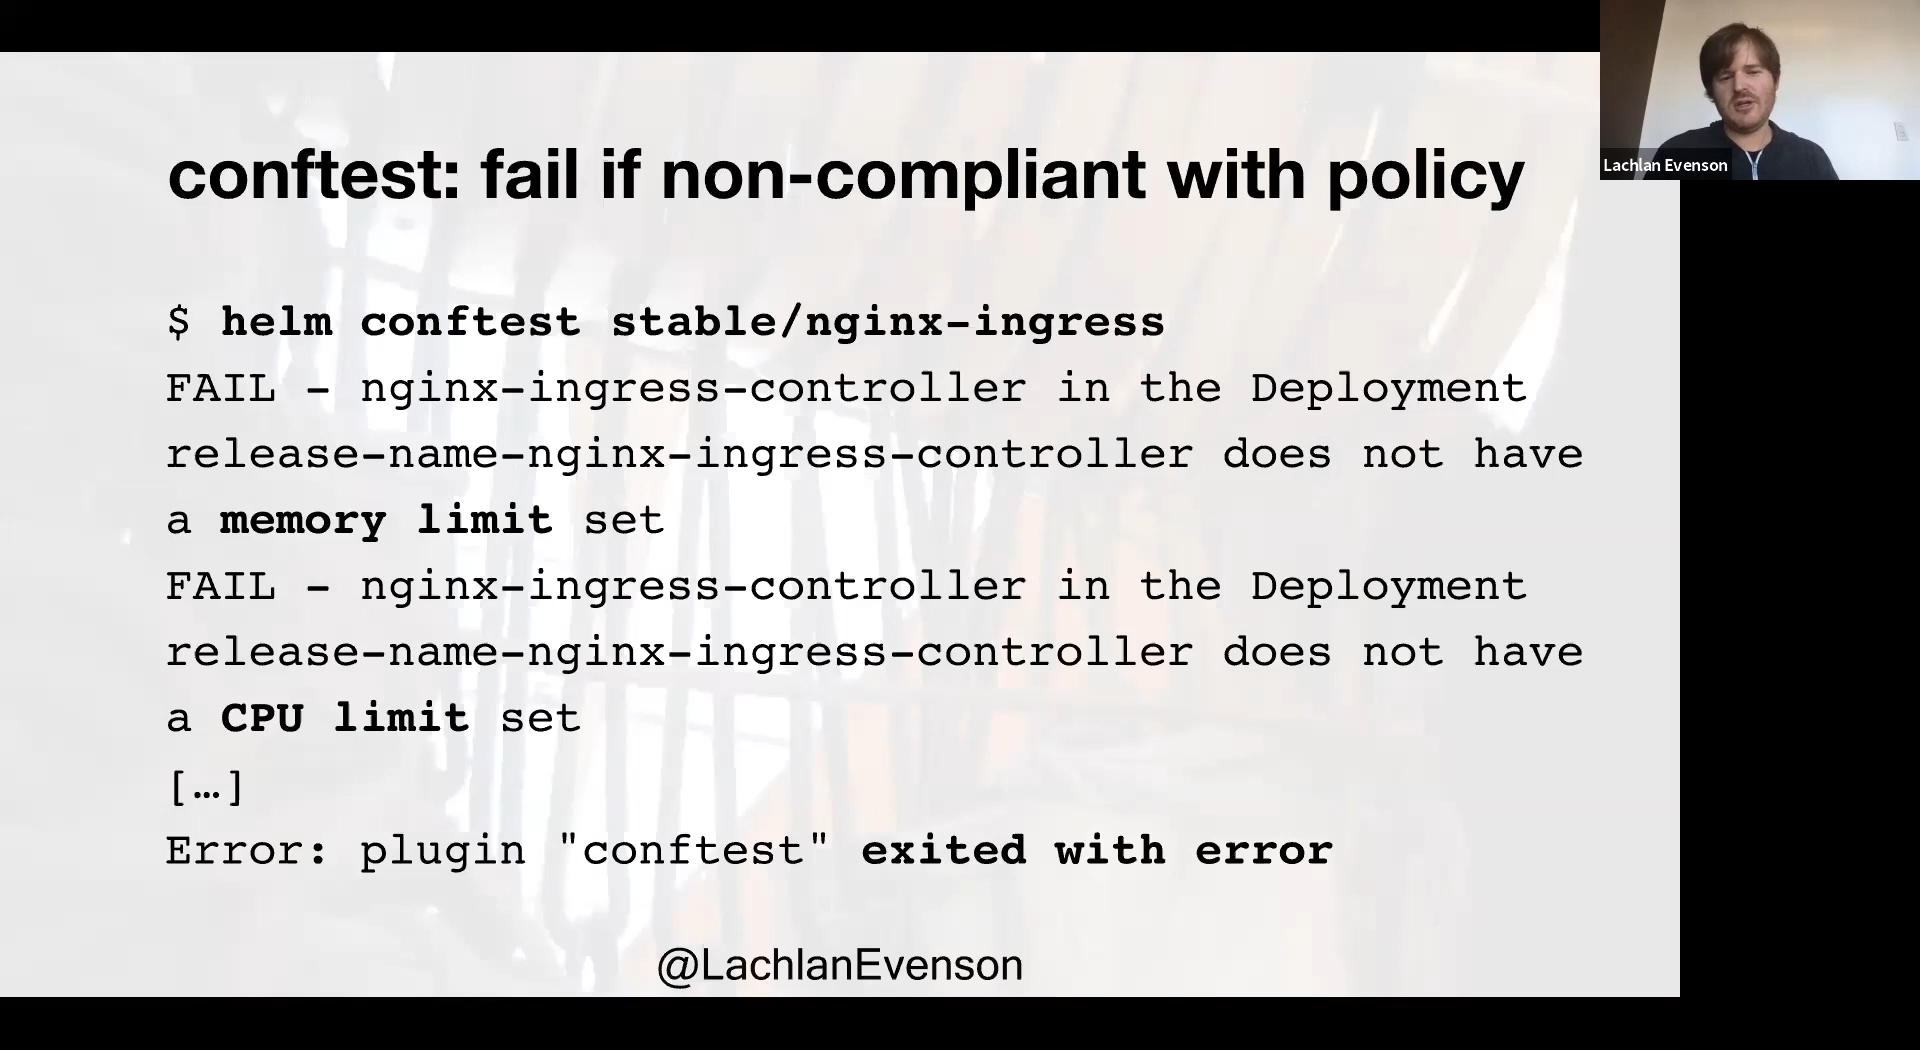 conftest: fail if non-compliant with policy
Lachlan Evenson
$ helm conftest stable/nginx-ingress
FAIL - nginx-ingress-controller in the Deployment
release-name-nginx-ingress-controller does not have
a memory limit set
FAIL - nginx-ingress-controller in the Deployment
release-name-nginx-ingress-controller does not have
a CPU limit set
[…]
Error: plugin "conftest" exited with error
@LachlanEvenson